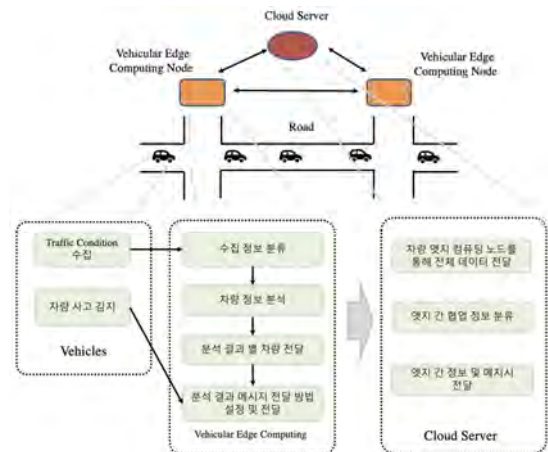 Cloud Server
Vehicular Edge
Computing Node
Vehicular Edge
Computing Node
Road
Traffic Condition
수집
차량 사고 감지
Vehicles
수집 정보 분류
차량 정보 분석
분석 결과 별 차량 전달
분석 결과 메시지 전달 방법
설정 및 전달
Vehicular Edge Computing
차량 엣지 컴퓨팅 노드를
통해 전체 데이터 전달
엣지 간 협업 정보 분류
엣지 간 정보 및 메시지
전달
Cloud Server